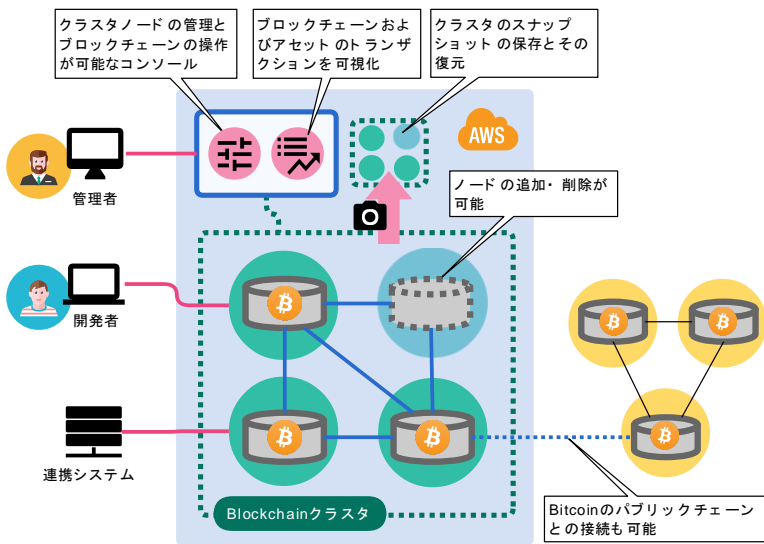 クラスタノードの管理と
ブロックチェーンの操作
が可能なコンソール
ブロックチェーンおよ
びアセットのトランザ
クションを可視化
クラスタのスナップ
ショットの保存とその
復元
AWS
管理者
ノードの追加・削除が
可能
開発者
連携システム
Blockchainクラスタ
Bitcoinのパブリックチェーン
との接続も可能